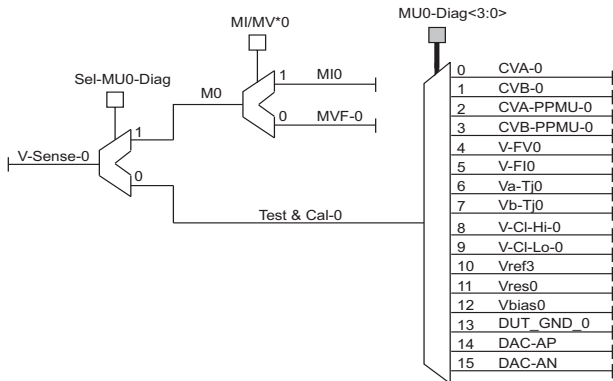 MU0-Diag<3:0>
MI/MV*0
Sel-MU0-Diag
M0
1 MI0
0 MVF-0
1
V-Sense-0
0
Test & Cal-0
0 CVA-0
1 CVB-0
2 CVA-PPMU-0
3 CVB-PPMU-0
4 V-FV0
5 V-FI0
6 Va-Tj0
7 Vb-Tj0
8 V-Cl-Hi-0
9 V-Cl-Lo-0
10 Vref3
11 Vres0
12 Vbias0
13 DUT_GND_0
14 DAC-AP
15 DAC-AN